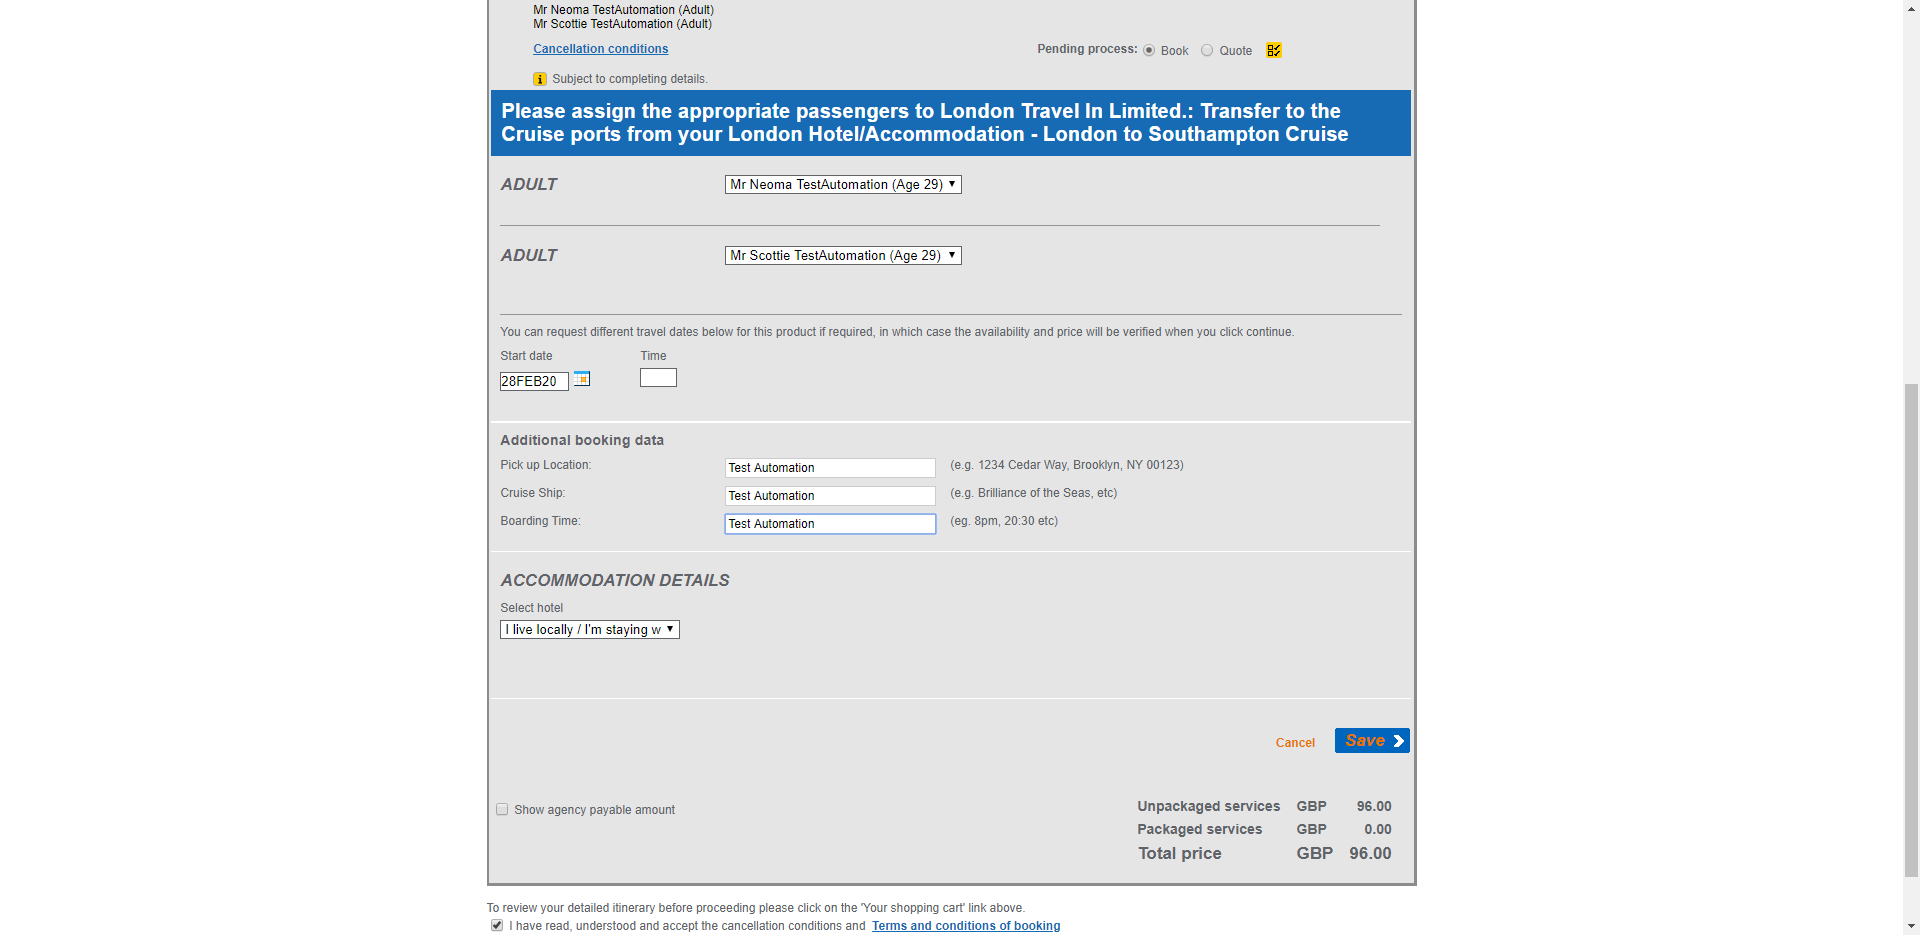 Mr Neoma TestAutomation (Adult)
Mr Scottie TestAutomation (Adult)
Cancellation conditions
Pending process: Book Quote
Subject to completing details.
Please assign the appropriate passengers to London Travel In Limited.: Transfer to the
Cruise ports from your London Hotel/Accommodation - London to Southampton Cruise
ADULT Mr Neoma TestAutomation (Age 29)
ADULT Mr Scottie TestAutomation (Age 29)
You can request different travel dates below for this product if required, in which case the availability and price will be verified when you click continue.
Start date Time
28FEB20
Additional booking data
Pick up Location: Test Automation (e.g. 1234 Cedar Way, Brooklyn, NY 00123)
Cruise Ship: Test Automation (e.g. Brilliance of the Seas, etc)
Boarding Time: Test Automation (eg. 8pm, 20:30 etc)
ACCOMMODATION DETAILS
Select hotel
I live locally / I'm staying w
Cancel Save
Show agency payable amount
Unpackaged services GBP 96.00
Packaged services GBP 0.00
Total price GBP 96.00
To review your detailed itinerary before proceeding please click on the 'Your shopping cart' link above.
I have read, understood and accept the cancellation conditions and Terms and conditions of booking